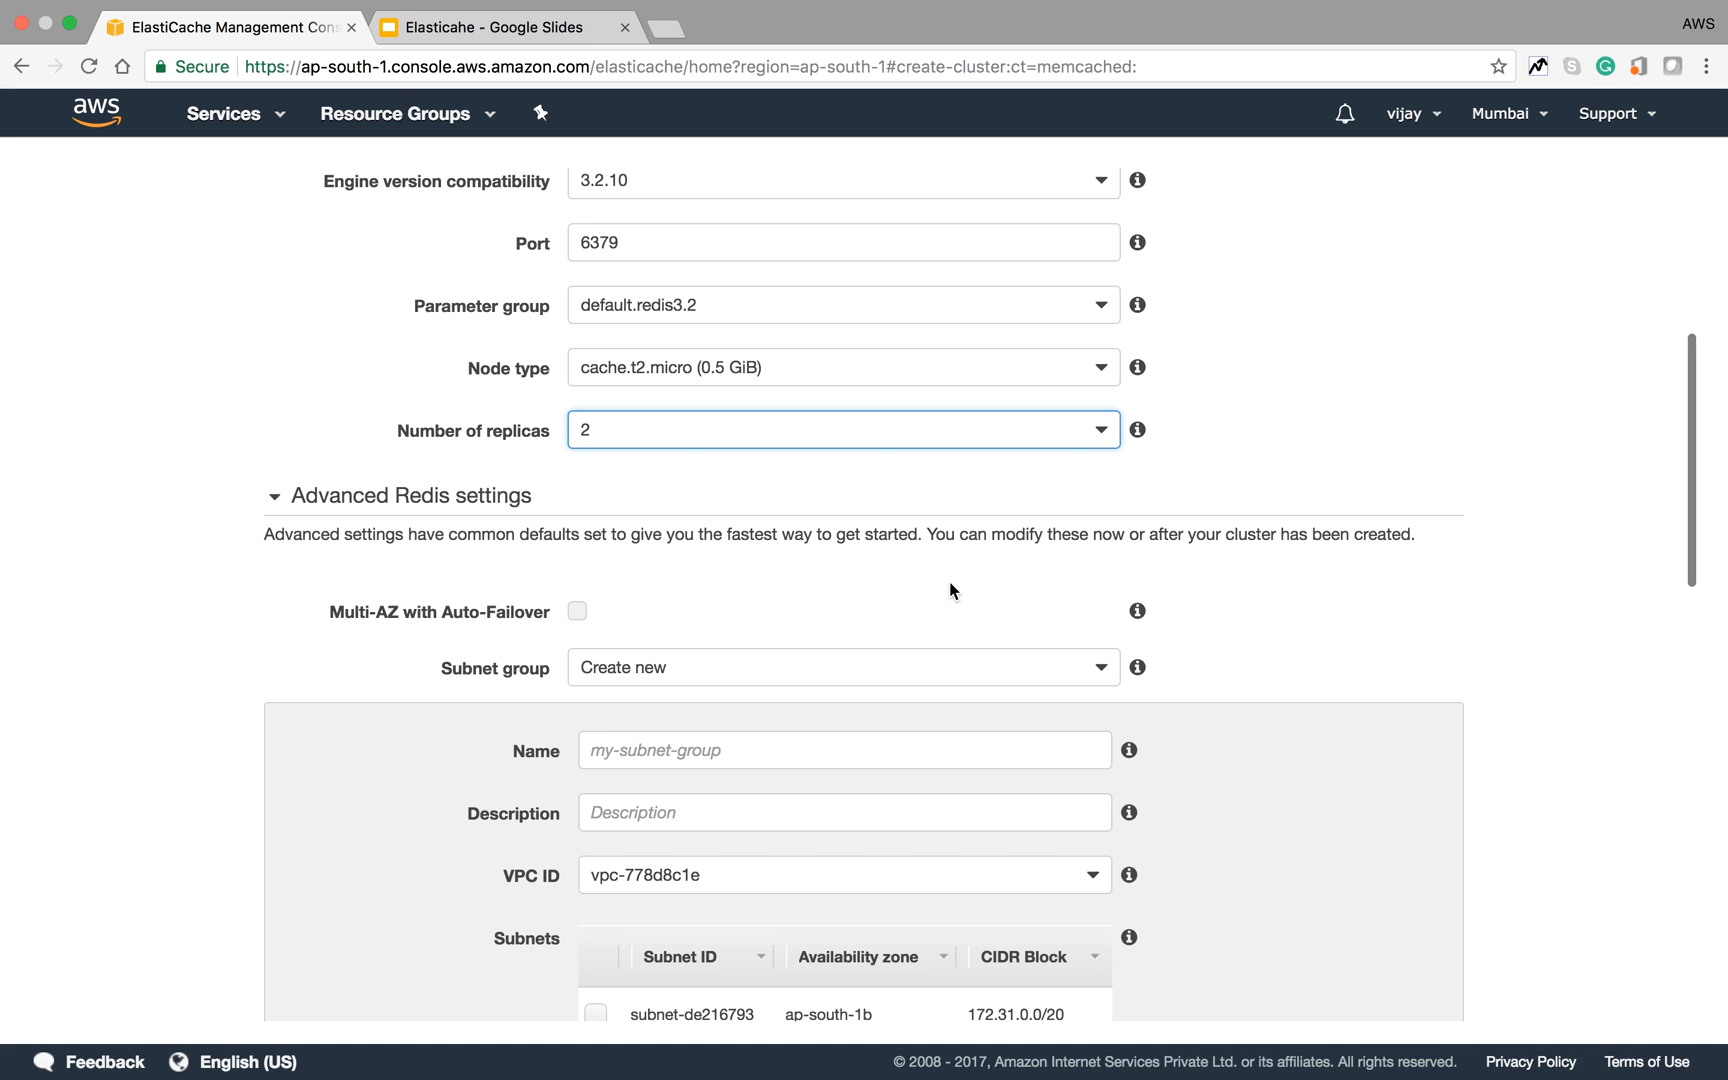 ElastiCache Management Cons
Elasticahe - Google Slides
AWS
Secure https://ap-south-1.console.aws.amazon.com/elasticache/home?region=ap-south-1#create-cluster:ct=memcached:
aws Services Resource Groups vijay Mumbai Support
Engine version compatibility 3.2.10
Port 6379
Parameter group default.redis3.2
Node type cache.t2.micro (0.5 GiB)
Number of replicas 2
Advanced Redis settings
Advanced settings have common defaults set to give you the fastest way to get started. You can modify these now or after your cluster has been created.
Multi-AZ with Auto-Failover
Subnet group Create new
Name my-subnet-group
Description Description
VPC ID vpc-778d8c1e
Subnets
Subnet ID Availability zone CIDR Block
subnet-de216793 ap-south-1b 172.31.0.0/20
Feedback English (US) © 2008 - 2017, Amazon Internet Services Private Ltd. or its affiliates. All rights reserved. Privacy Policy Terms of Use